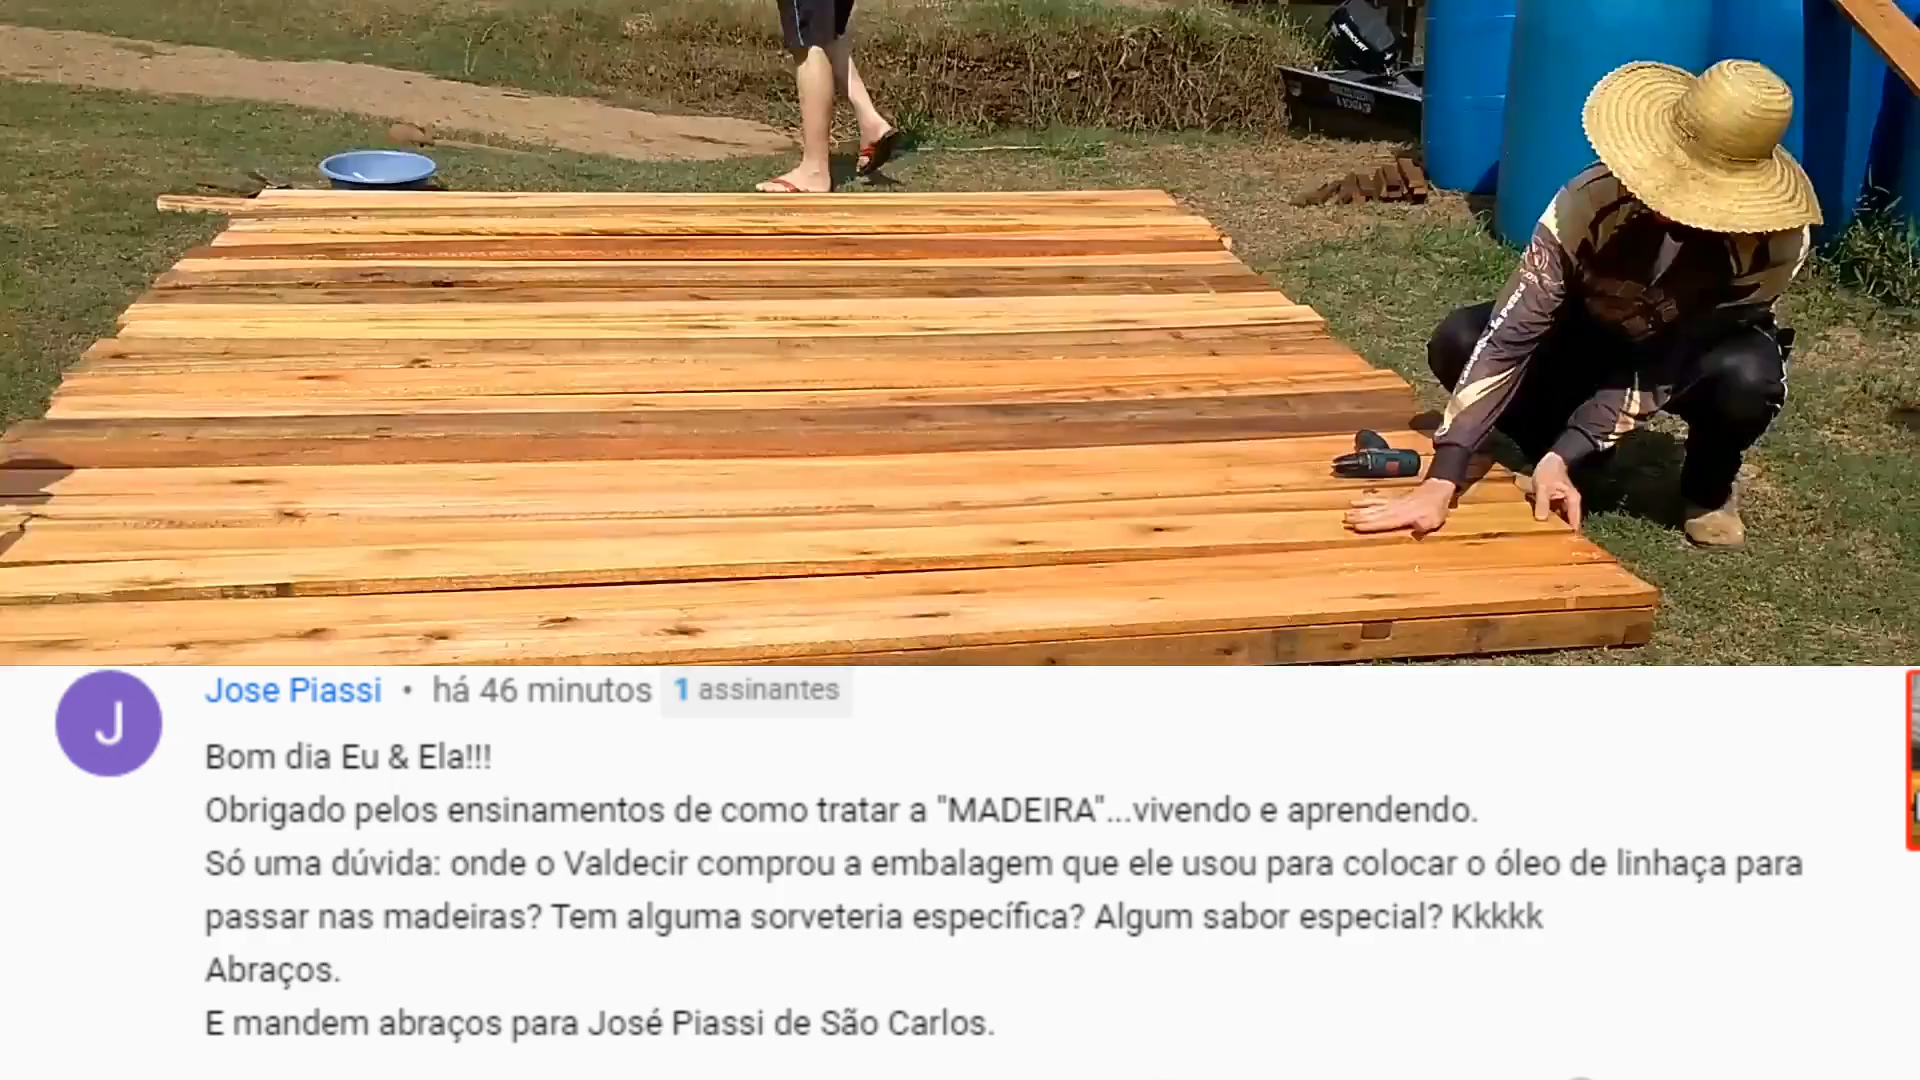 MERCURY
Jose Piassi • há 46 minutos 1 assinantes
J
Bom dia Eu & Ela!!!
Obrigado pelos ensinamentos de como tratar a "MADEIRA"...vivendo e aprendendo.
Só uma dúvida: onde o Valdecir comprou a embalagem que ele usou para colocar o óleo de linhaça para
passar nas madeiras? Tem alguma sorveteria específica? Algum sabor especial? Kkkkk
Abraços.
E mandem abraços para José Piassi de São Carlos.